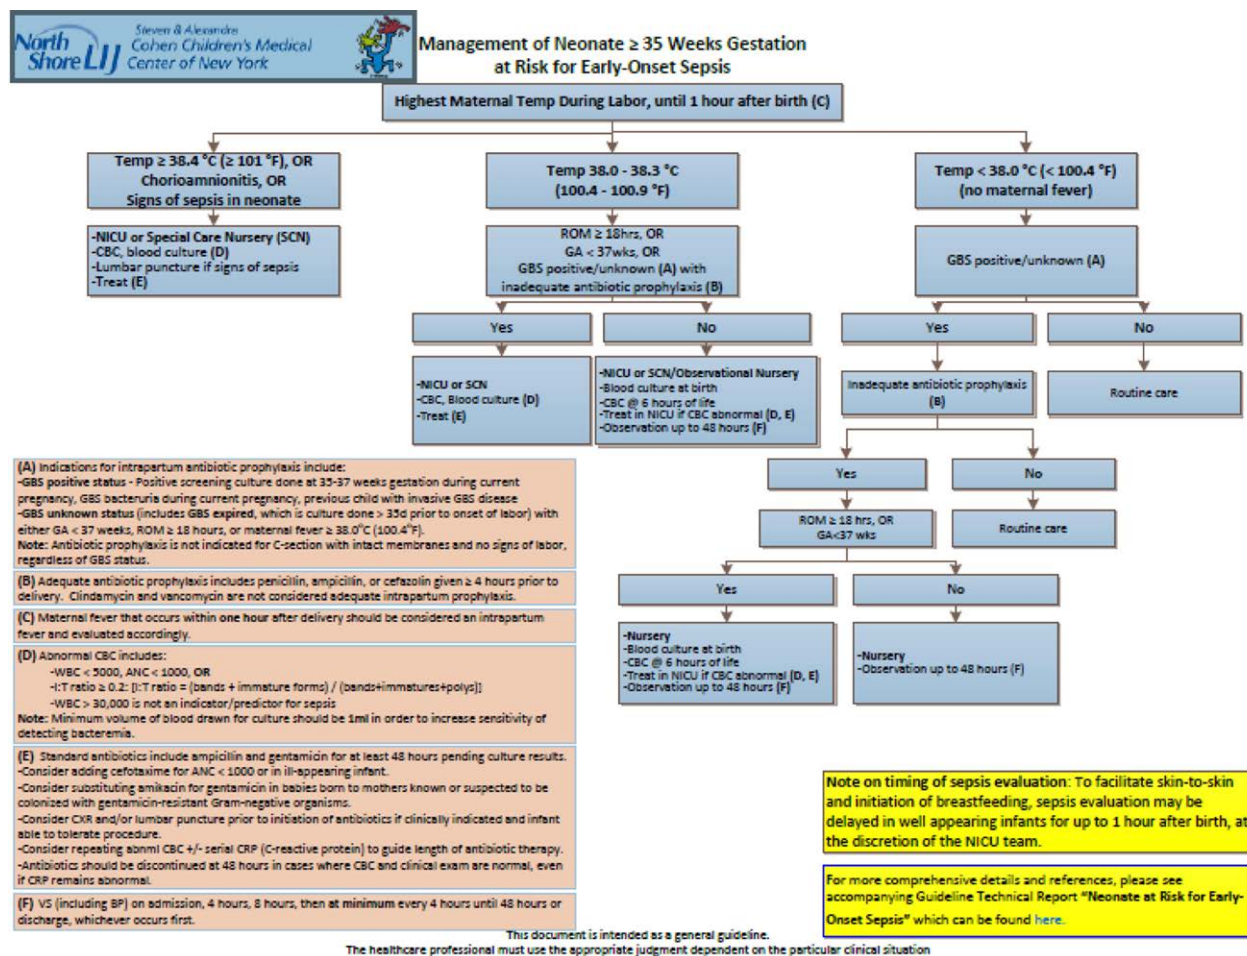 North
Shore LIJ
Steven & Alexandra
Cohen Children's Medical
Center of New York
Management of Neonate ≥ 35 Weeks Gestation
at Risk for Early-Onset Sepsis
Highest Maternal Temp During Labor, until 1 hour after birth (C)
Temp ≥ 38.4 °C (≥ 101 °F), OR
Chorioamnionitis, OR
Signs of sepsis in neonate
-NICU or Special Care Nursery (SCN)
-CBC, blood culture (D)
-Lumbar puncture if signs of sepsis
-Treat (E)
Temp 38.0 - 38.3 °C
(100.4 - 100.9 °F)
ROM ≥ 18hrs, OR
GA < 37wks, OR
GBS positive/unknown (A) with
inadequate antibiotic prophylaxis (B)
Yes
No
-NICU or SCN
-CBC, Blood culture (D)
-Treat (E)
-NICU or SCN/Observational Nursery
-Blood culture at birth
-CBC @ 6 hours of life
-Treat in NICU if CBC abnormal (D, E)
-Observation up to 48 hours (F)
Temp < 38.0 °C (< 100.4 °F)
(no maternal fever)
GBS positive/unknown (A)
Yes
No
Inadequate antibiotic prophylaxis
(B)
Routine care
Yes
No
ROM ≥ 18 hrs, OR
GA<37 wks
Routine care
Yes
No
-Nursery
-Blood culture at birth
-CBC @ 6 hours of life
-Treat in NICU if CBC abnormal (D, E)
-Observation up to 48 hours (F)
-Nursery
-Observation up to 48 hours (F)
(A) Indications for intrapartum antibiotic prophylaxis include:
-GBS positive status - Positive screening culture done at 35-37 weeks gestation during current
pregnancy, GBS bacteruria during current pregnancy, previous child with invasive GBS disease
-GBS unknown status (includes GBS expired, which is culture done > 35d prior to onset of labor) with
either GA < 37 weeks, ROM ≥ 18 hours, or maternal fever ≥ 38.0°C (100.4°F).
Note: Antibiotic prophylaxis is not indicated for C-section with intact membranes and no signs of labor,
regardless of GBS status.
(B) Adequate antibiotic prophylaxis includes penicillin, ampicillin, or cefazolin given ≥ 4 hours prior to
delivery. Clindamycin and vancomycin are not considered adequate intrapartum prophylaxis.
(C) Maternal fever that occurs within one hour after delivery should be considered an intrapartum
fever and evaluated accordingly.
(D) Abnormal CBC includes:
-WBC < 5000, ANC < 1000, OR
-I:T ratio ≥ 0.2: [I:T ratio = (bands + immature forms) / (bands+immatures+polys)]
-WBC > 30,000 is not an indicator/predictor for sepsis
Note: Minimum volume of blood drawn for culture should be 1ml in order to increase sensitivity of
detecting bacteremia.
(E) Standard antibiotics include ampicillin and gentamicin for at least 48 hours pending culture results.
-Consider adding cefotaxime for ANC < 1000 or in ill-appearing infant.
-Consider substituting amikacin for gentamicin in babies born to mothers known or suspected to be
colonized with gentamicin-resistant Gram-negative organisms.
-Consider CXR and/or lumbar puncture prior to initiation of antibiotics if clinically indicated and infant
able to tolerate procedure.
-Consider repeating abnml CBC +/- serial CRP (C-reactive protein) to guide length of antibiotic therapy.
-Antibiotics should be discontinued at 48 hours in cases where CBC and clinical exam are normal, even
if CRP remains abnormal.
(F) VS (including BP) on admission, 4 hours, 8 hours, then at minimum every 4 hours until 48 hours or
discharge, whichever occurs first.
Note on timing of sepsis evaluation: To facilitate skin-to-skin
and initiation of breastfeeding, sepsis evaluation may be
delayed in well appearing infants for up to 1 hour after birth, at
the discretion of the NICU team.
For more comprehensive details and references, please see
accompanying Guideline Technical Report "Neonate at Risk for Early-
Onset Sepsis" which can be found here.
This document is intended as a general guideline.
The healthcare professional must use the appropriate judgment dependent on the particular clinical situation